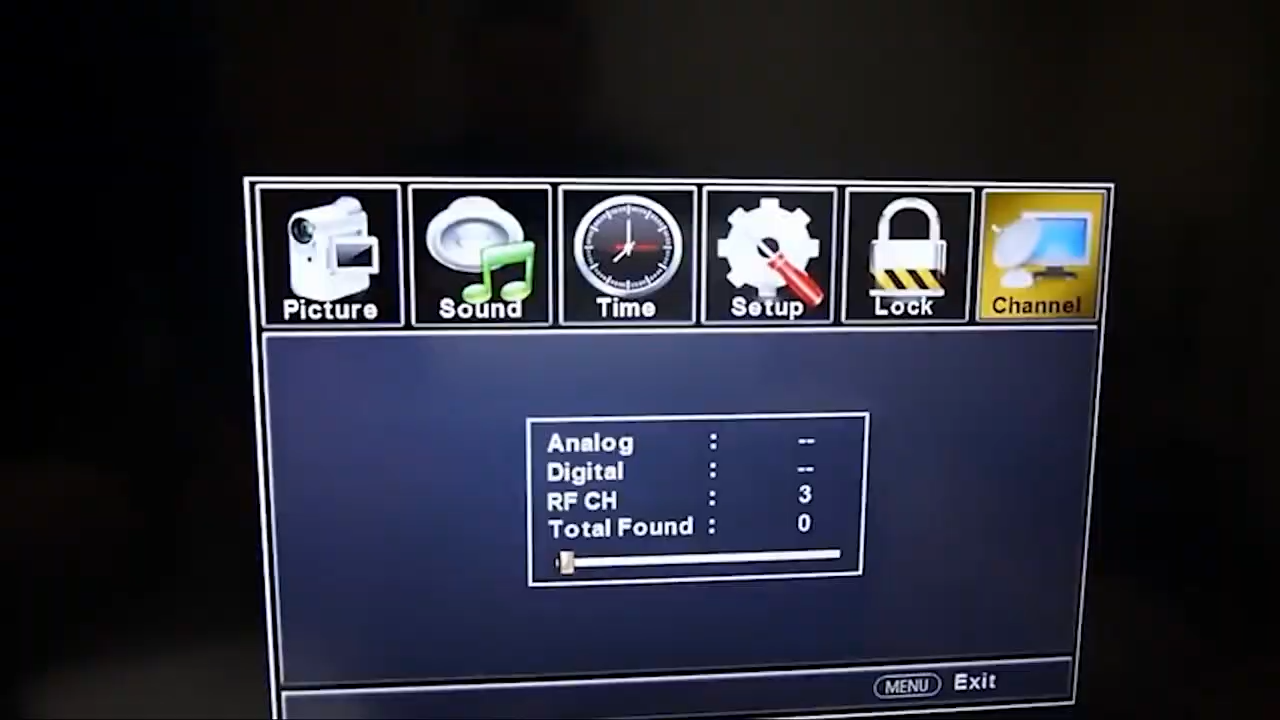 Picture Sound Time Setup Lock Channel
Analog : --
Digital : --
RF CH : 3
Total Found : 0
MENU Exit